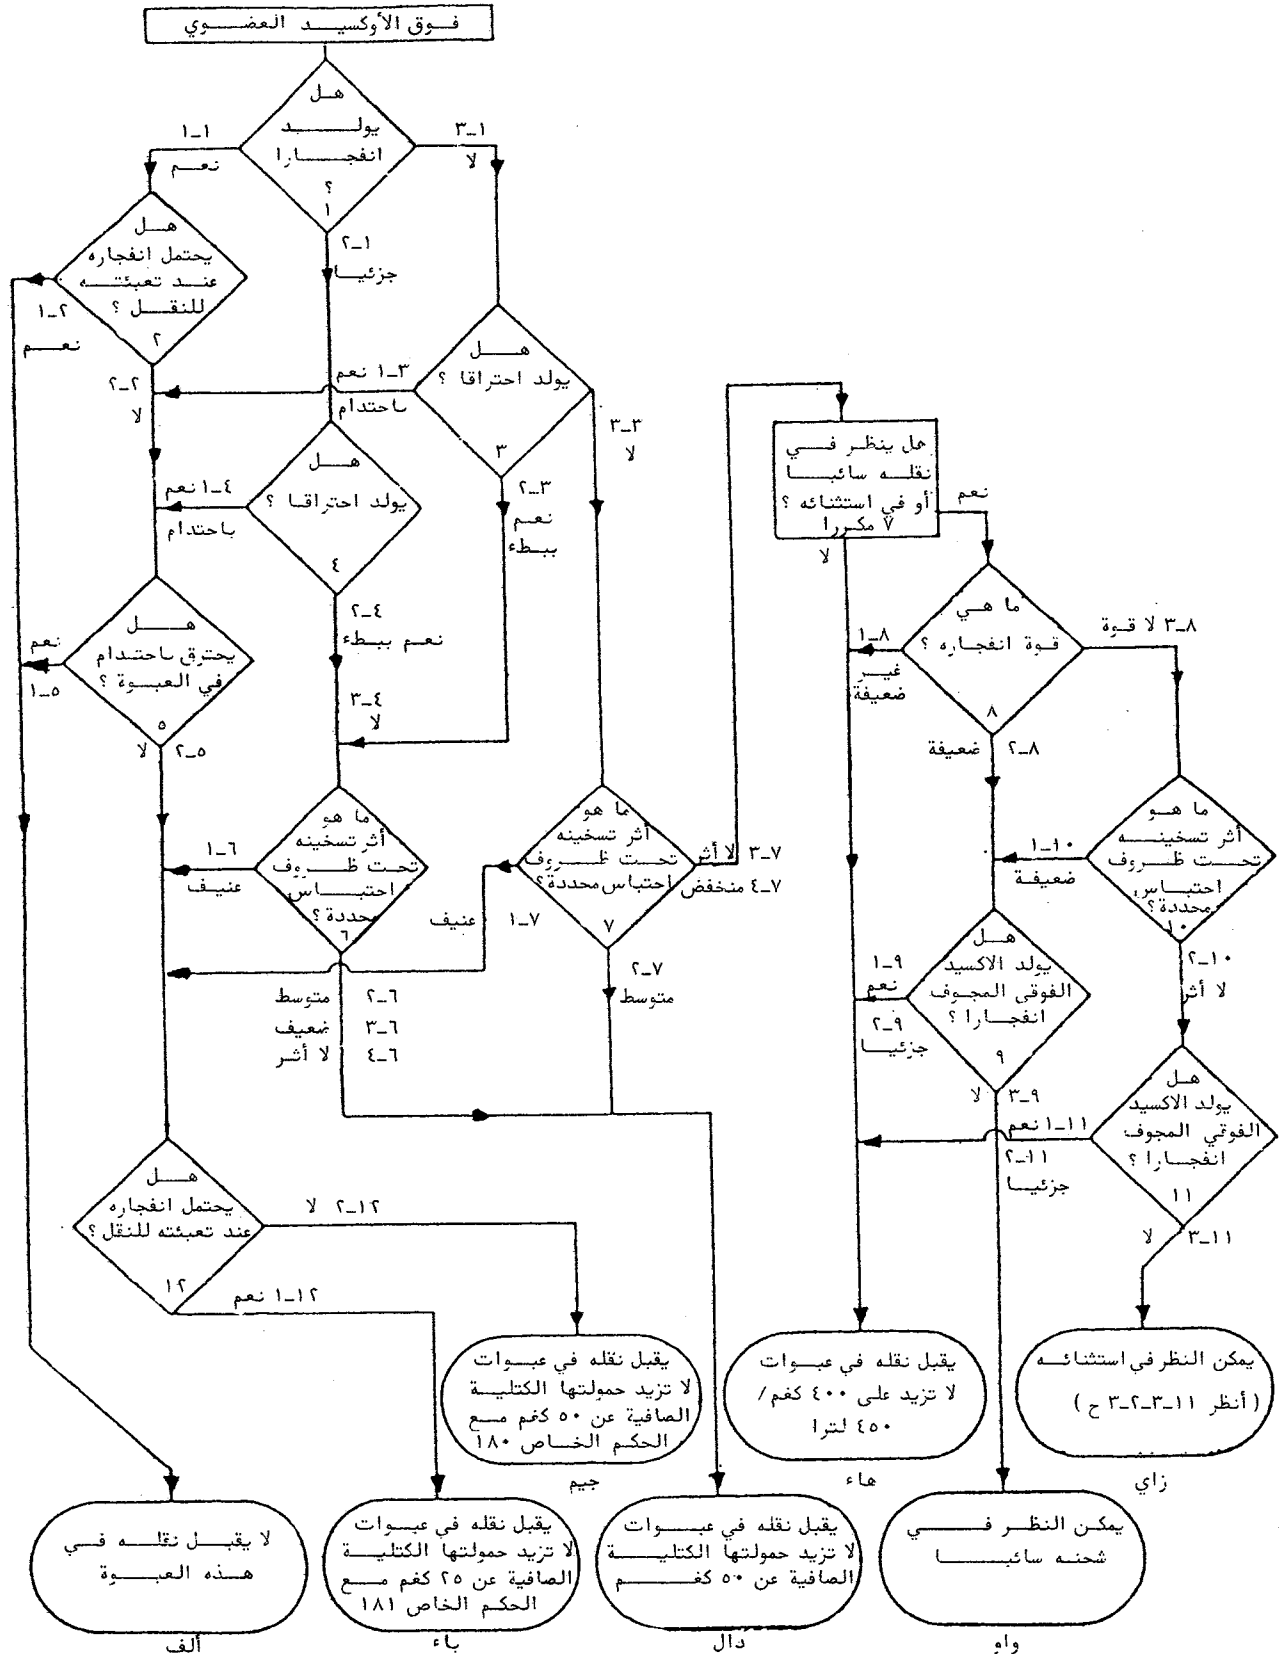 فوق الأوكسيد العضوي
هل
يولد
انفجارا
؟
١
١-١
نعم
٣-١
لا
٢-١
جزئيا
هل
يحتمل انفجاره
عند تعبئته
للنقل ؟
٢
١-٢
نعم
٢-٢
لا
هل
يولد احتراقا ؟
٣
١-٣ نعم
باحتدام
٣-٣
لا
٢-٣
نعم
ببطء
هل
يولد احتراقا ؟
٤
١-٤ نعم
باحتدام
٢-٤
نعم ببطء
٣-٤
لا
هل ينظر في
نقله سائبا
أو في استثنائه ؟
٧ مكررا
نعم
لا
هل
يحترق باحتدام
في العبوة ؟
٥
نعم
١-٥
٢-٥
لا
ما هي
قوة انفجاره ؟
٨
١-٨
غير
ضعيفة
٣-٨ لا قوة
٢-٨
ضعيفة
ما هو
أثر تسخينه
تحت ظروف
احتباس
محددة؟
٦
١-٦
عنيف
٢-٦ متوسط
٣-٦ ضعيف
٤-٦ لا أثر
ما هو
أثر تسخينه
تحت ظروف
احتباس محددة؟
٧
٣-٧ لا أثر
٤-٧ منخفض
١-٧ عنيف
٢-٧
متوسط
ما هو
أثر تسخينه
تحت ظروف
احتباس
محددة؟
١٠
١-١٠
ضعيفة
٢-١٠
لا أثر
هل
يولد الاكسيد
الفوقي المجوف
انفجارا ؟
٩
١-٩
نعم
٢-٩
جزئيا
٣-٩
لا
هل
يولد الاكسيد
الفوقي المجوف
انفجارا ؟
١١
١-١١ نعم
٢-١١
جزئيا
٣-١١
لا
هل
يحتمل انفجاره
عند تعبئته للنقل ؟
١٢
٢-١٢ لا
١-١٢ نعم
يقبل نقله في عبوات
لا تزيد حمولتها الكتلية
الصافية عن ٥٠ كغم مع
الحكم الخاص ١٨٠
جيم
يقبل نقله في عبوات
لا تزيد على ٤٠٠ كغم/
٤٥٠ لترا
هاء
يمكن النظر في استثنائه
( أنظر ١١-٣-٢-٣ ح )
زاي
لا يقبل نقله في
هذه العبوة
ألف
يقبل نقله في عبوات
لا تزيد حمولتها الكتلية
الصافية عن ٢٥ كغم مع
الحكم الخاص ١٨١
باء
يقبل نقله في عبوات
لا تزيد حمولتها الكتلية
الصافية عن ٥٠ كغم
دال
يمكن النظر في
شحنه سائبا
واو